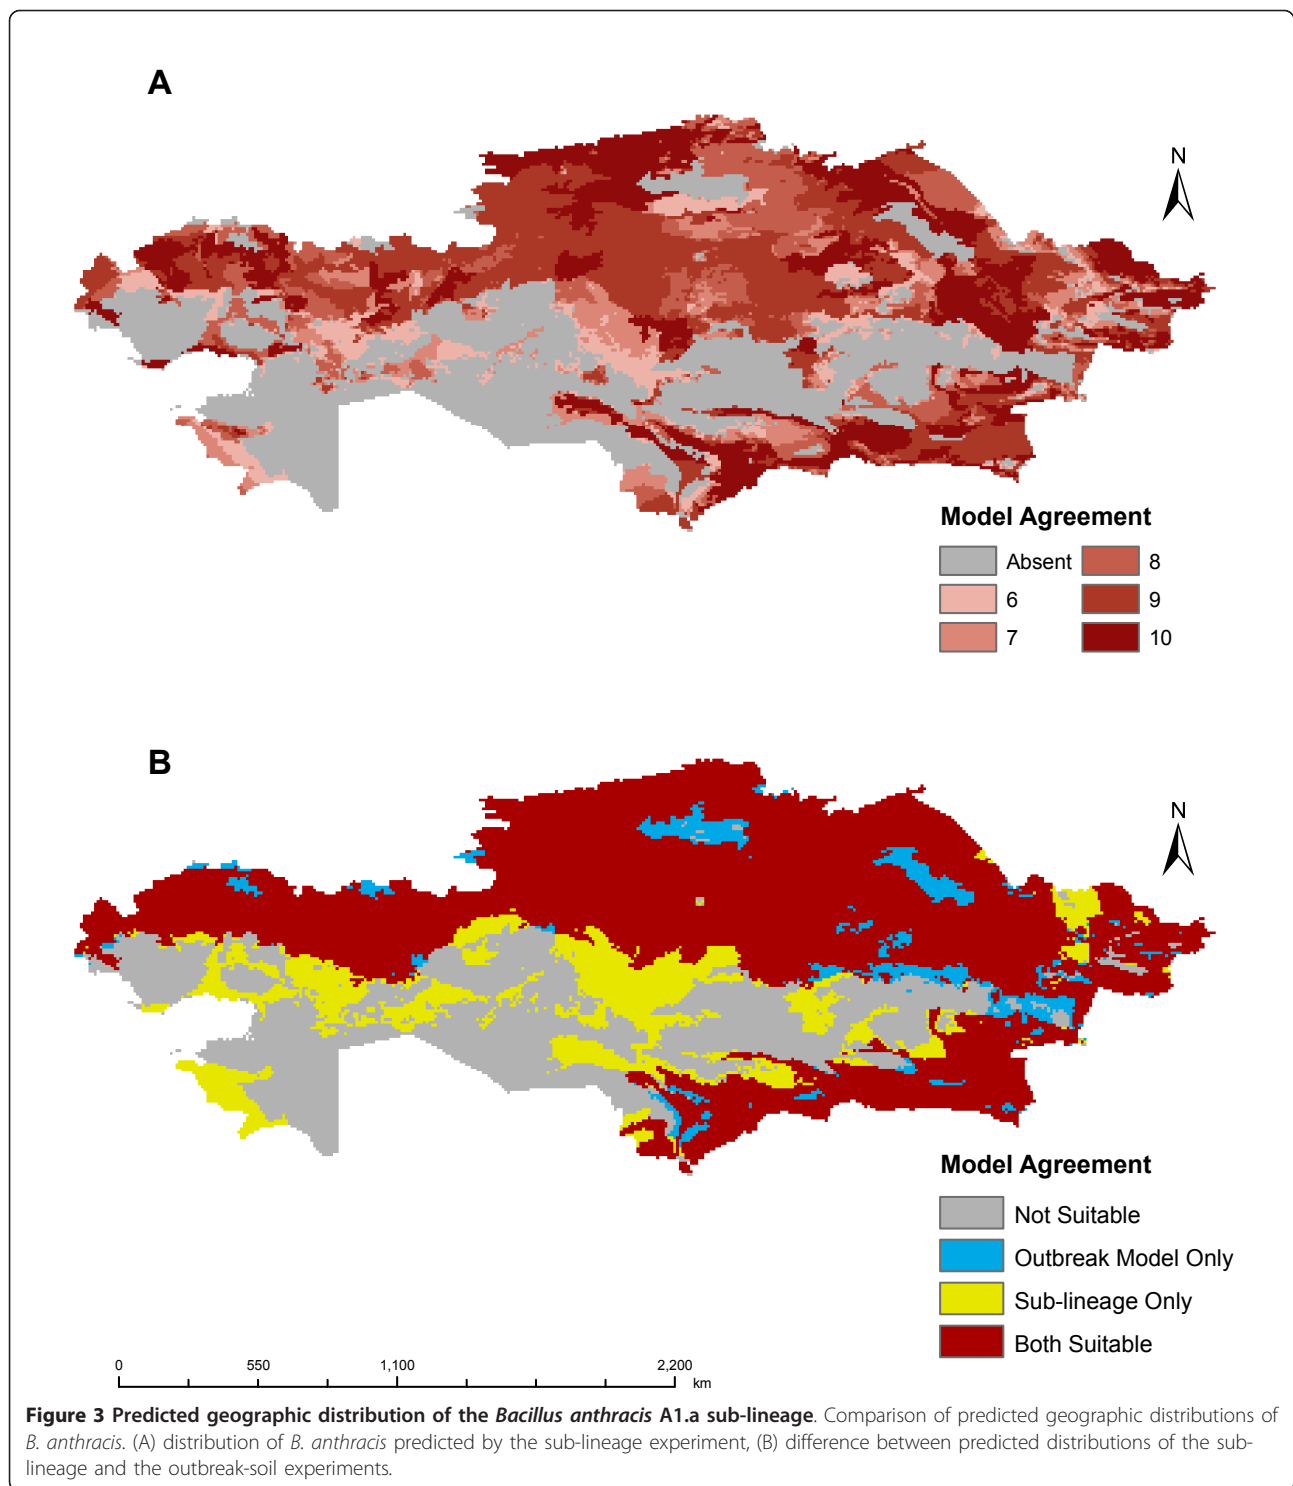 A
N
Model Agreement
Absent
8
6
9
7
10
B
N
Model Agreement
Not Suitable
Outbreak Model Only
Sub-lineage Only
Both Suitable
0 550 1,100 2,200
km
Figure 3 Predicted geographic distribution of the Bacillus anthracis A1.a sub-lineage. Comparison of predicted geographic distributions of
B. anthracis. (A) distribution of B. anthracis predicted by the sub-lineage experiment, (B) difference between predicted distributions of the sub-
lineage and the outbreak-soil experiments.